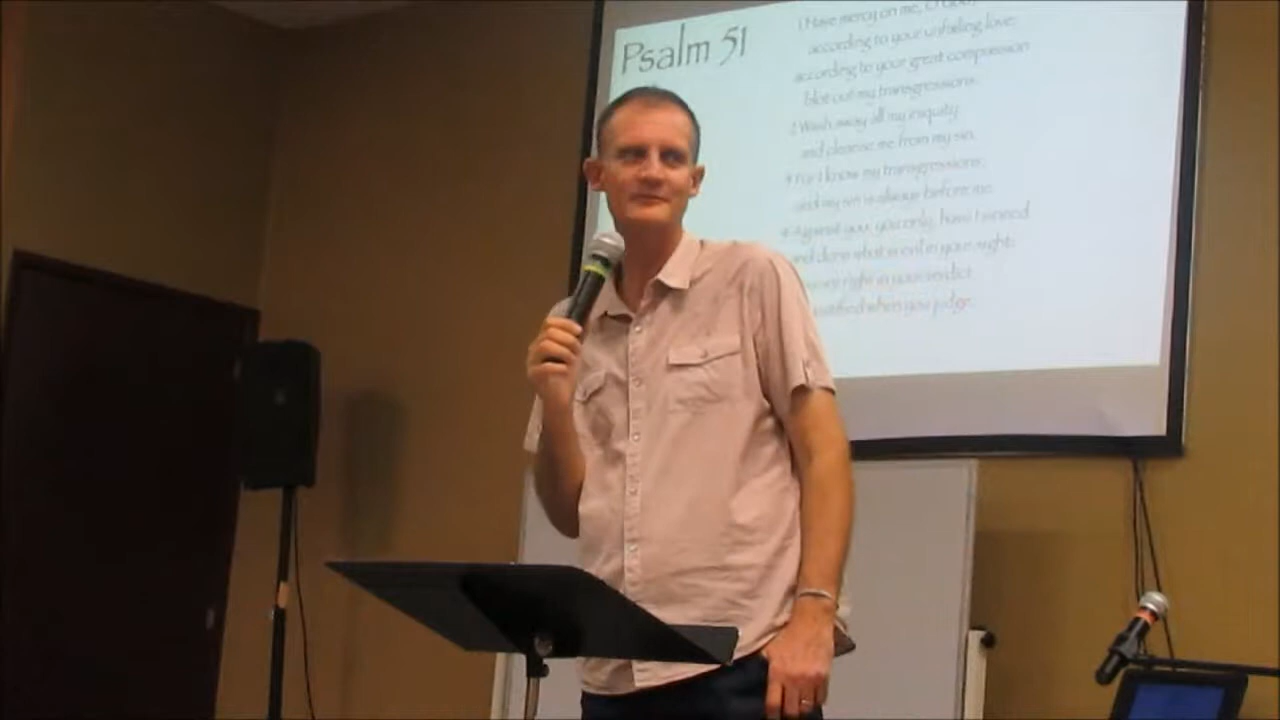 Psalm 51
1 Have mercy on me, O God,
according to your unfailing love;
according to your great compassion
blot out my transgressions.
2 Wash away all my iniquity
and cleanse me from my sin.
3 For I know my transgressions,
and my sin is always before me.
4 Against you, you only, have I sinned
and done what is evil in your sight;
right in your verdict
justified when you judge.